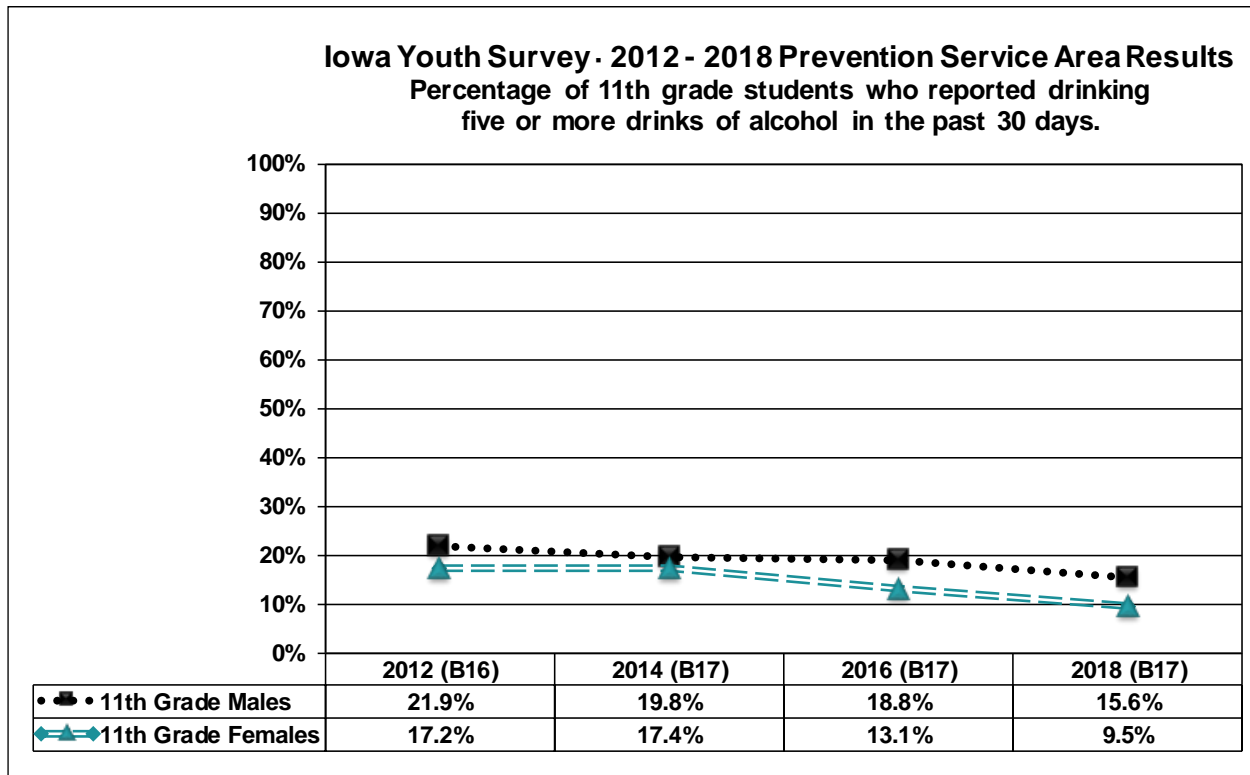 Iowa Youth Survey · 2012 - 2018 Prevention Service Area Results
Percentage of 11th grade students who reported drinking
five or more drinks of alcohol in the past 30 days.
100%
90%
80%
70%
60%
50%
40%
30%
20%
10%
0%
2012 (B16) 2014 (B17) 2016 (B17) 2018 (B17)
11th Grade Males 21.9% 19.8% 18.8% 15.6%
11th Grade Females 17.2% 17.4% 13.1% 9.5%